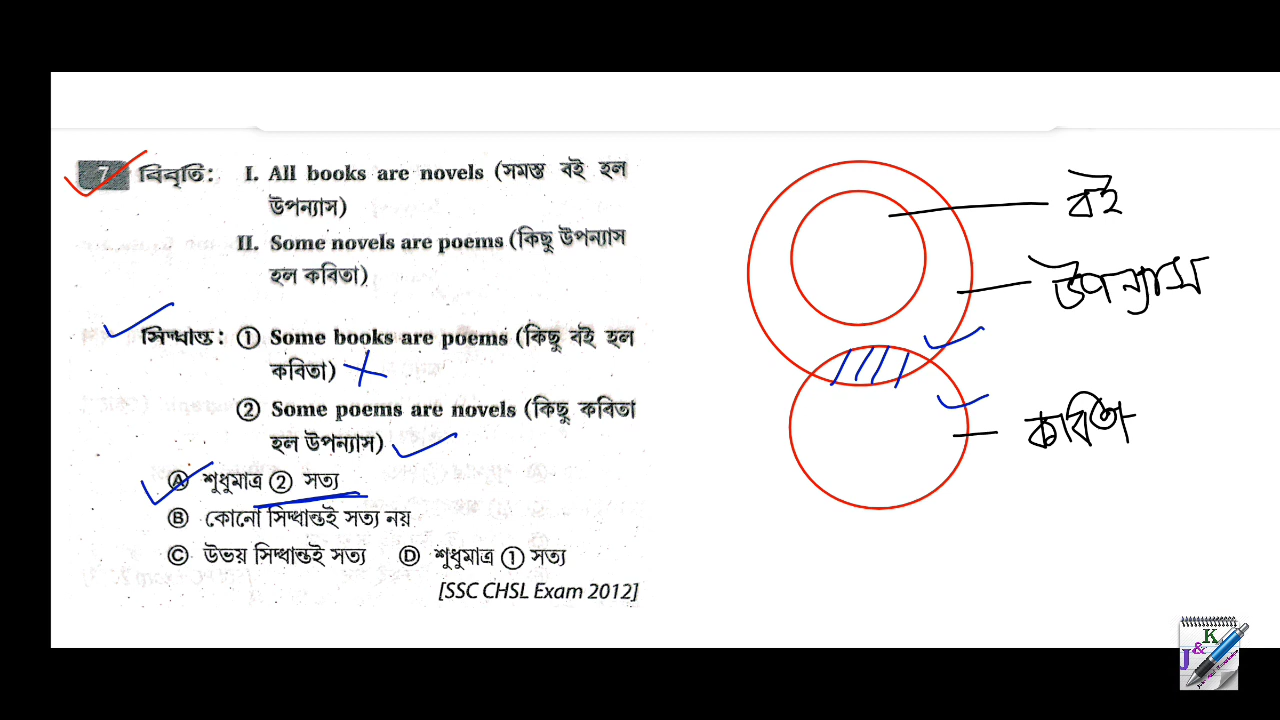 7 বিবৃতি: I. All books are novels (সমস্ত বই হল
উপন্যাস)
II. Some novels are poems (কিছু উপন্যাস
হল কবিতা)
সিদ্ধান্ত: ① Some books are poems (কিছু বই হল
কবিতা)
② Some poems are novels (কিছু কবিতা
হল উপন্যাস)
Ⓐ শুধুমাত্র ② সত্য
Ⓑ কোনো সিদ্ধান্তই সত্য নয়
Ⓒ উভয় সিদ্ধান্তই সত্য Ⓓ শুধুমাত্র ① সত্য
[SSC CHSL Exam 2012]
বই
উপন্যাস
কবিতা
J&K